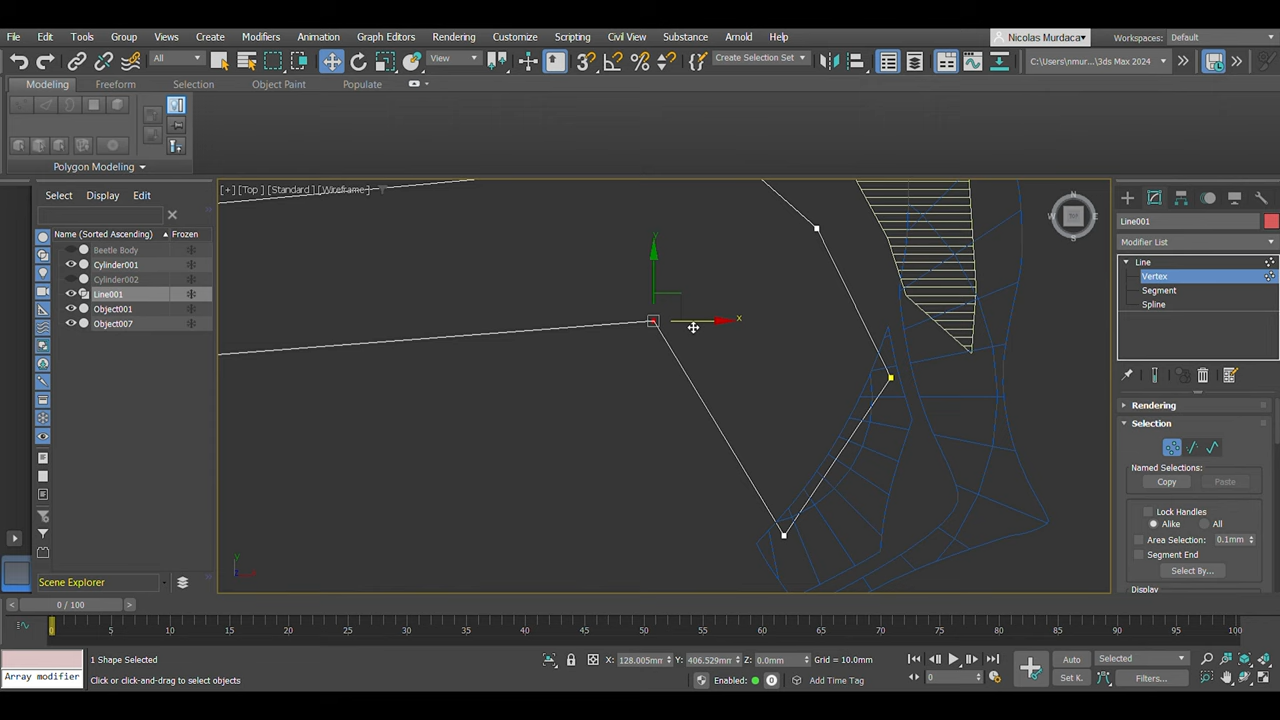 File Edit Tools Group Views Create Modifiers Animation Graph Editors Rendering Customize Scripting Civil View Substance Arnold Help Nicolas Murdaca Workspaces: Default
All View Create Selection Set C:\Users\nmur...\3ds Max 2024
Modeling Freeform Selection Object Paint Populate
Polygon Modeling
[+] [Top ] [Standard ] [Wireframe ]
Select Display Edit
Name (Sorted Ascending) Frozen
Beetle Body
Cylinder001
Cylinder002
Line001
Object001
Object007
Scene Explorer
y
x
y
N
W E
S
TOP
Line001
Modifier List
Line
Vertex
Segment
Spline
Rendering
Selection
Named Selections:
Copy Paste
Lock Handles
Alike All
Area Selection: 0.1mm
Segment End
Select By...
Display
0 / 100
0 5 10 15 20 25 30 35 40 45 50 55 60 65 70 75 80 85 90 95 100
Array modifier
1 Shape Selected
Click or click-and-drag to select objects
X: 128.005mm Y: 406.529mm Z: 0.0mm Grid = 10.0mm
Enabled: 0 Add Time Tag
0
Auto Selected
Set K. Filters...